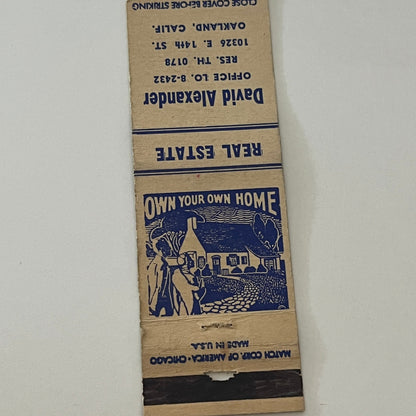 OWN YOUR OWN HOME
REAL ESTATE
David Alexander
OFFICE LO. 8-2432
RES. TH. 0178
10326 E. 14th ST.
OAKLAND, CALIF.
CLOSE COVER BEFORE STRIKING
MATCH CORP. OF AMERICA • CHICAGO
MADE IN U.S.A.